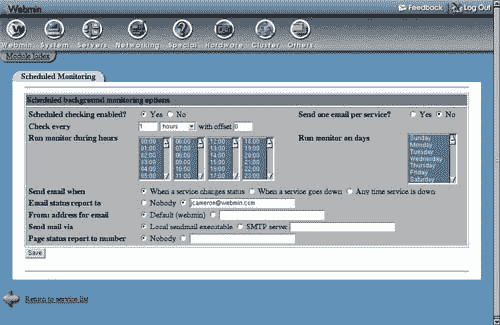 Webmin
Feedback Log Out
Webmin System Servers Networking Special Hardware Cluster Others
Module Index
Scheduled Monitoring
Scheduled background monitoring options
Scheduled checking enabled? Yes No Send one email per service? Yes No
Check every 1 hours with offset 0
Run monitor during hours 00:00 06:00 12:00 18:00 Run monitor on days Sunday
01:00 07:00 13:00 19:00 Monday
02:00 08:00 14:00 20:00 Tuesday
03:00 09:00 15:00 21:00 Wednesday
04:00 10:00 16:00 22:00 Thursday
05:00 11:00 17:00 23:00 Friday
Saturday
Send email when When a service changes status When a service goes down Any time service is down
Email status report to Nobody jcameron@webmin.com
From: address for email Default (webmin)
Send mail via Local sendmail executable SMTP server
Page status report to number Nobody
Save
Return to service list